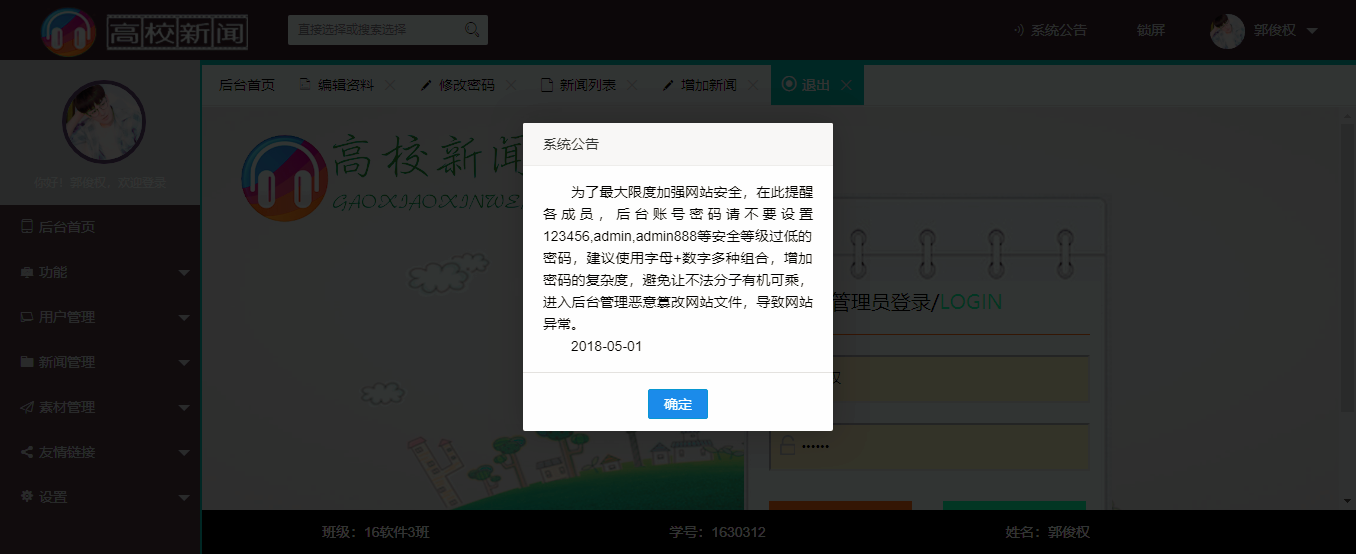 高校新闻
直接选择或搜索选择
系统公告
锁屏
郭俊权
你好！郭俊权，欢迎登录
后台首页
功能
用户管理
新闻管理
素材管理
友情链接
设置
后台首页
编辑资料
修改密码
新闻列表
增加新闻
退出
高校新闻
GAOXIAOXINWE
系统公告
为了最大限度加强网站安全，在此提醒
各成员，后台账号密码请不要设置
123456,admin,admin888等安全等级过低的
密码，建议使用字母+数字多种组合，增加
密码的复杂度，避免让不法分子有机可乘，
进入后台管理恶意篡改网站文件，导致网站
异常。
2018-05-01
确定
管理员登录/LOGIN
权
••••••
班级：16软件3班
学号：1630312
姓名：郭俊权